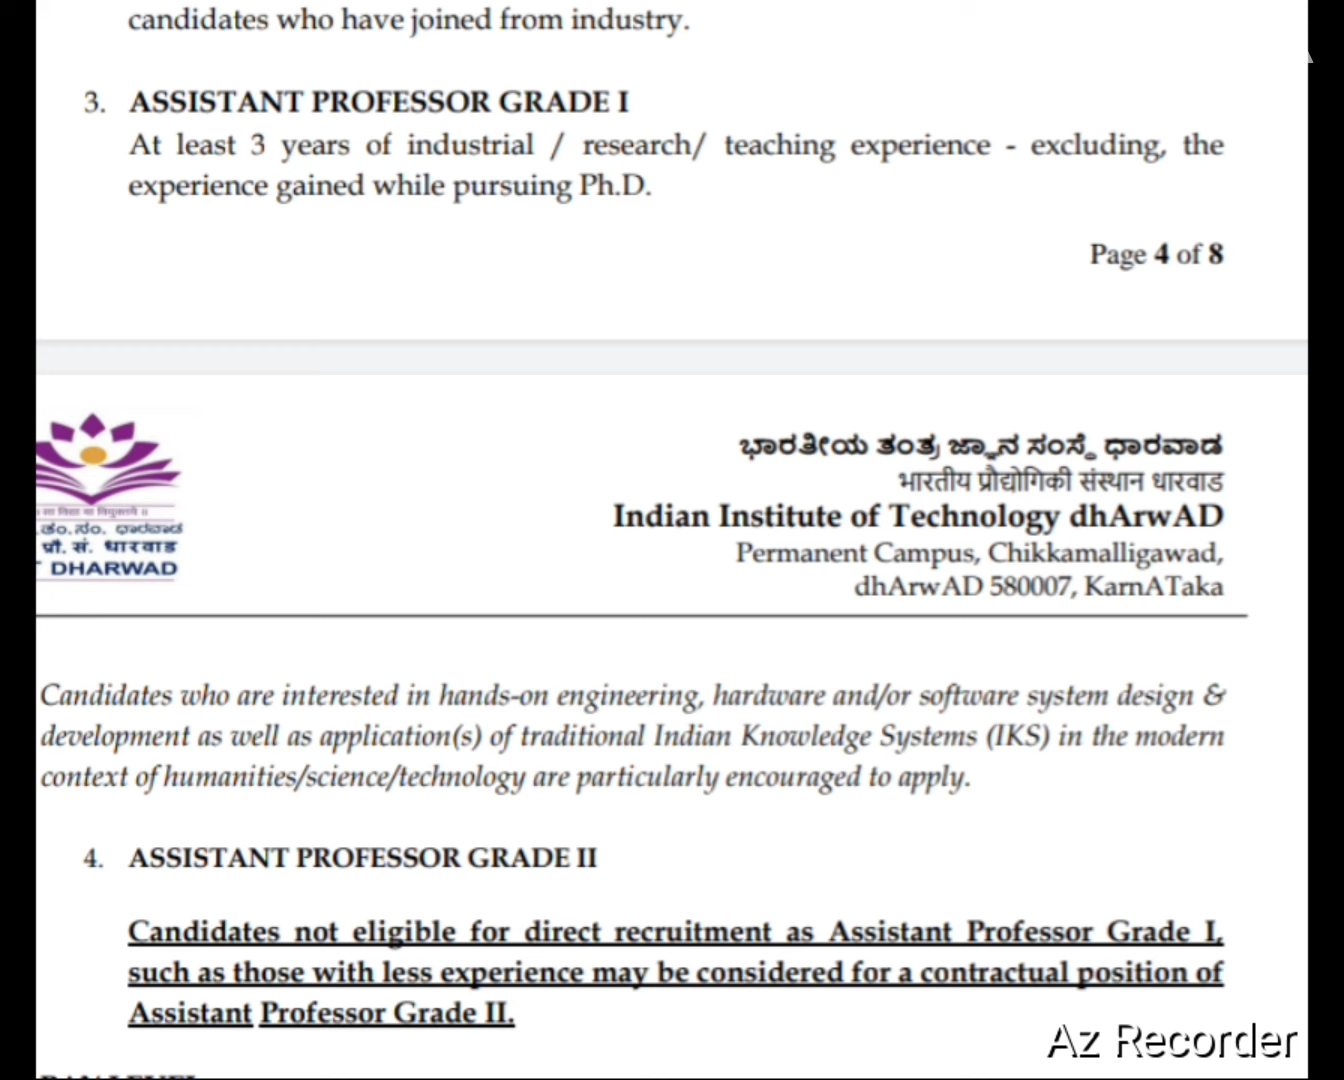 candidates who have joined from industry.
3. ASSISTANT PROFESSOR GRADE I
At least 3 years of industrial / research/ teaching experience - excluding, the
experience gained while pursuing Ph.D.
Page 4 of 8
ಭಾರತೀಯ ತಂತ್ರಜ್ಞಾನ ಸಂಸ್ಥೆ ಧಾರವಾಡ
भारतीय प्रौद्योगिकी संस्थान धारवाड
Indian Institute of Technology dhArwAD
Permanent Campus, Chikkamalligawad,
dhArwAD 580007, KarnATaka
सा विद्या या विमुक्तये ॥
ತಂ.ಸಂ. ಧಾರವಾಡ
प्रौ. सं. धारवाड
DHARWAD
Candidates who are interested in hands-on engineering, hardware and/or software system design &
development as well as application(s) of traditional Indian Knowledge Systems (IKS) in the modern
context of humanities/science/technology are particularly encouraged to apply.
4. ASSISTANT PROFESSOR GRADE II
Candidates not eligible for direct recruitment as Assistant Professor Grade I,
such as those with less experience may be considered for a contractual position of
Assistant Professor Grade II.
Az Recorder